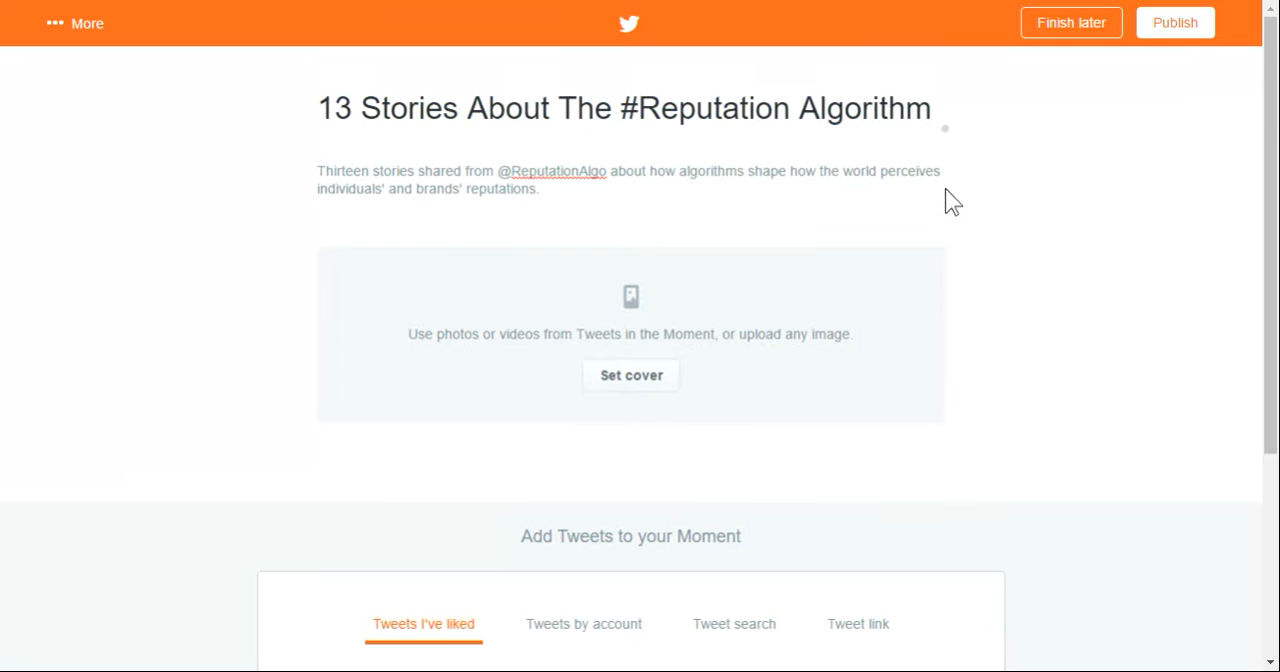 ••• More
Finish later
Publish
13 Stories About The #Reputation Algorithm
Thirteen stories shared from @ReputationAlgo about how algorithms shape how the world perceives
individuals' and brands' reputations.
Use photos or videos from Tweets in the Moment, or upload any image.
Set cover
Add Tweets to your Moment
Tweets I've liked
Tweets by account
Tweet search
Tweet link